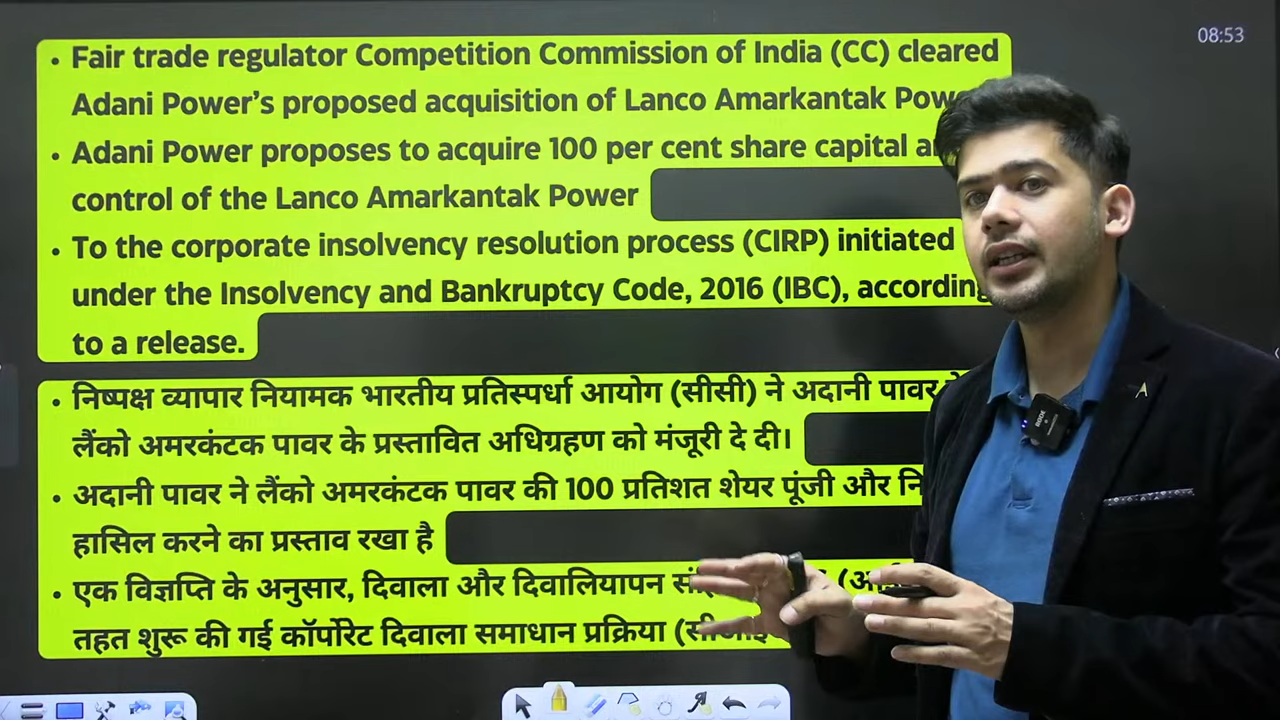 08:53
• Fair trade regulator Competition Commission of India (CC) cleared
Adani Power's proposed acquisition of Lanco Amarkantak
• Adani Power proposes to acquire 100 per cent share capital
control of the Lanco Amarkantak Power
• To the corporate insolvency resolution process (CIRP) initiated
under the Insolvency and Bankruptcy Code, 2016 (IBC), according
to a release.
• निष्पक्ष व्यापार नियामक भारतीय प्रतिस्पर्धा आयोग (सीसी) ने अदानी पावर
लैंको अमरकंटक पावर के प्रस्तावित अधिग्रहण को मंजूरी दे दी।
• अदानी पावर ने लैंको अमरकंटक पावर की 100 प्रतिशत शेयर पूंजी और
हासिल करने का प्रस्ताव रखा है
• एक विज्ञप्ति के अनुसार, दिवाला और दिवालियापन
तहत शुरू की गई कॉर्पोरेट दिवाला समाधान प्रक्रिया
A
RODE